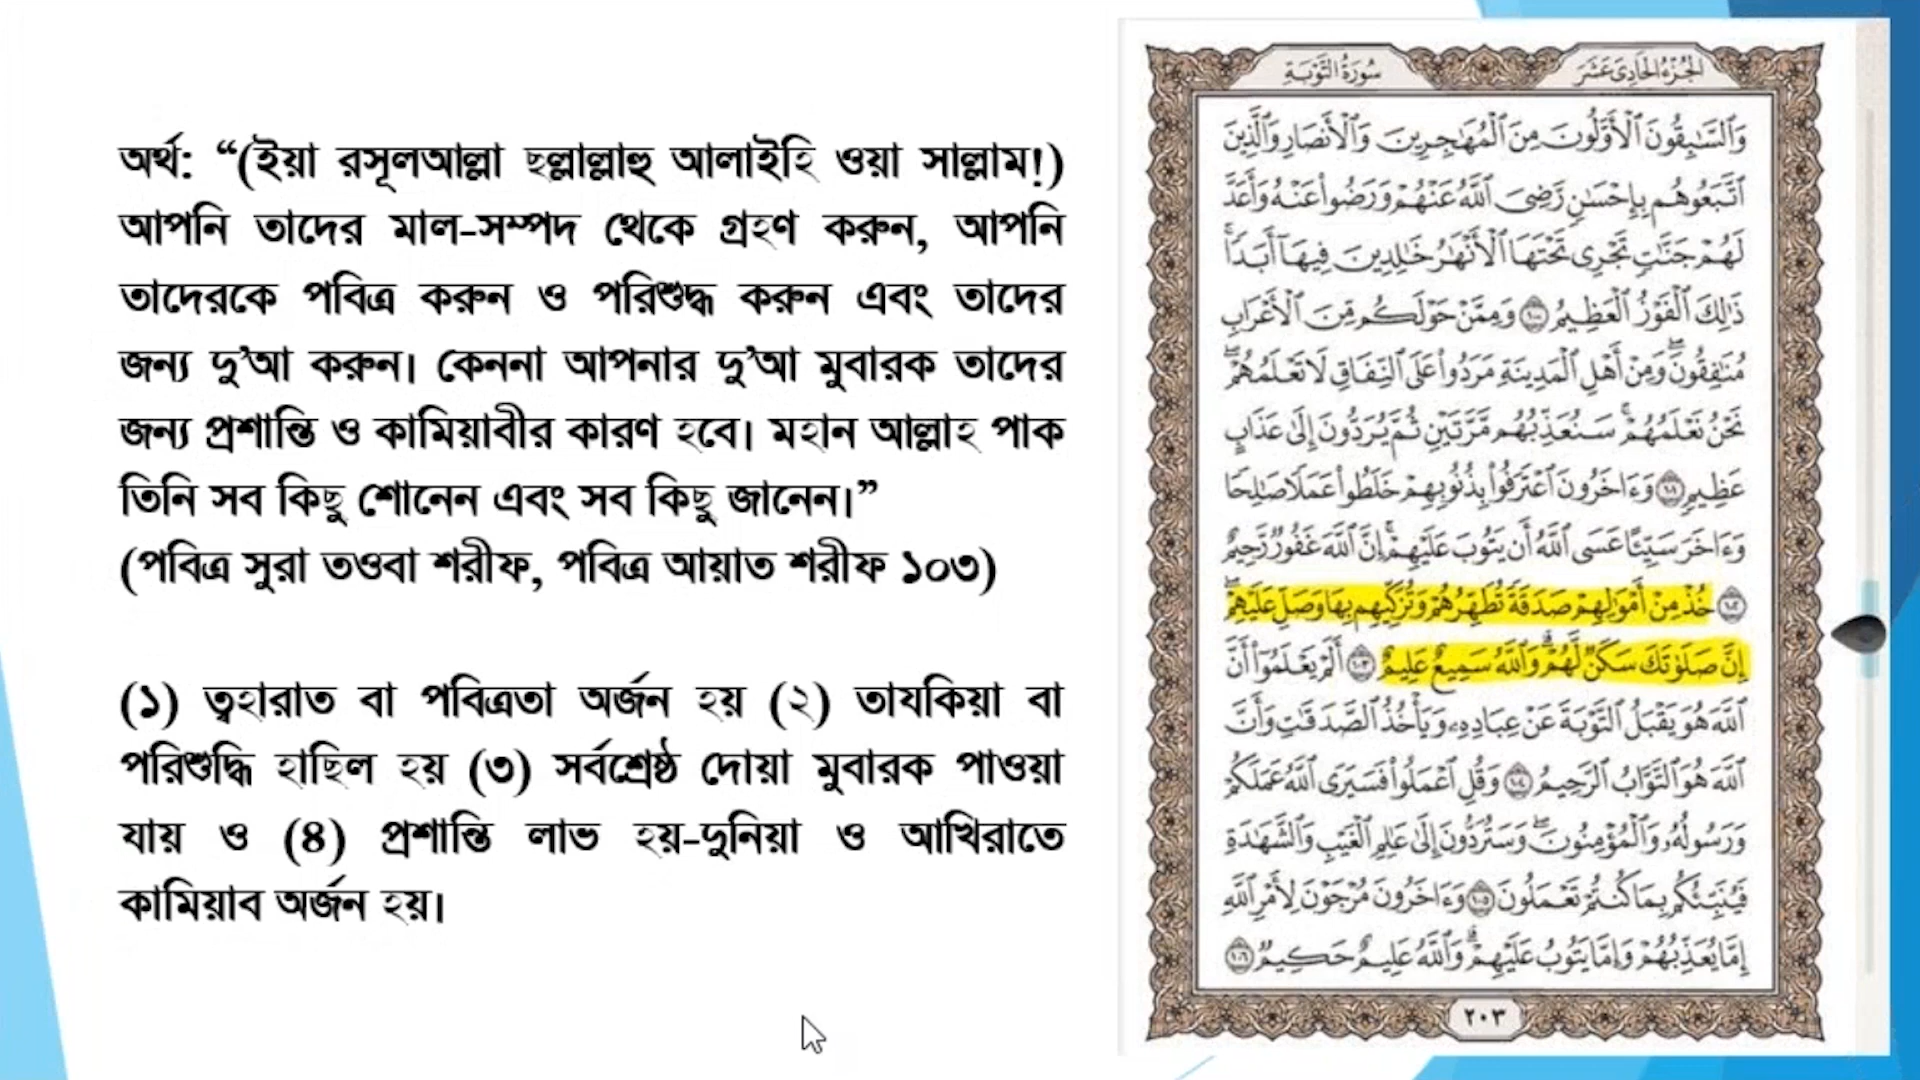 অর্থ: “(ইয়া রসূলআল্লা ছল্লাল্লাহু আলাইহি ওয়া সাল্লাম!)
আপনি তাদের মাল-সম্পদ থেকে গ্রহণ করুন, আপনি
তাদেরকে পবিত্র করুন ও পরিশুদ্ধ করুন এবং তাদের
জন্য দু’আ করুন। কেননা আপনার দু’আ মুবারক তাদের
জন্য প্রশান্তি ও কামিয়াবীর কারণ হবে। মহান আল্লাহ পাক
তিনি সব কিছু শোনেন এবং সব কিছু জানেন।”
(পবিত্র সুরা তওবা শরীফ, পবিত্র আয়াত শরীফ ১০৩)
(১) ত্বহারাত বা পবিত্রতা অর্জন হয় (২) তাযকিয়া বা
পরিশুদ্ধি হাছিল হয় (৩) সর্বশ্রেষ্ঠ দোয়া মুবারক পাওয়া
যায় ও (৪) প্রশান্তি লাভ হয়-দুনিয়া ও আখিরাতে
কামিয়াব অর্জন হয়।
الجُزْءُ الحَادِي عَشَرَ سُورَةُ التَّوْبَةِ
وَٱلسَّٰبِقُونَ ٱلْأَوَّلُونَ مِنَ ٱلْمُهَٰجِرِينَ وَٱلْأَنصَارِ وَٱلَّذِينَ
ٱتَّبَعُوهُم بِإِحْسَٰنٍ رَّضِيَ ٱللَّهُ عَنْهُمْ وَرَضُوا۟ عَنْهُ وَأَعَدَّ
لَهُمْ جَنَّٰتٍ تَجْرِي تَحْتَهَا ٱلْأَنْهَٰرُ خَٰلِدِينَ فِيهَآ أَبَدًا ۚ
ذَٰلِكَ ٱلْفَوْزُ ٱلْعَظِيمُ ١٠٠ وَمِمَّنْ حَوْلَكُم مِّنَ ٱلْأَعْرَابِ
مُنَٰفِقُونَ ۖ وَمِنْ أَهْلِ ٱلْمَدِينَةِ مَرَدُوا۟ عَلَى ٱلنِّفَاقِ لَا تَعْلَمُهُمْ ۖ
نَحْنُ نَعْلَمُهُمْ ۚ سَنُعَذِّبُهُم مَّرَّتَيْنِ ثُمَّ يُرَدُّونَ إِلَىٰ عَذَابٍ
عَظِيمٍ ١٠١ وَءَاخَرُونَ ٱعْتَرَفُوا۟ بِذُنُوبِهِمْ خَلَطُوا۟ عَمَلًا صَٰلِحًا
وَءَاخَرَ سَيِّئًا عَسَى ٱللَّهُ أَن يَتُوبَ عَلَيْهِمْ ۚ إِنَّ ٱللَّهَ غَفُورٌ رَّحِيمٌ
١٠٢ خُذْ مِنْ أَمْوَٰلِهِمْ صَدَقَةً تُطَهِّرُهُمْ وَتُزَكِّيهِم بِهَا وَصَلِّ عَلَيْهِمْ ۖ
إِنَّ صَلَوٰتَكَ سَكَنٌ لَّهُمْ ۗ وَٱللَّهُ سَمِيعٌ عَلِيمٌ ١٠٣ أَلَمْ يَعْلَمُوٓا۟ أَنَّ
ٱللَّهَ هُوَ يَقْبَلُ ٱلتَّوْبَةَ عَنْ عِبَادِهِۦ وَيَأْخُذُ ٱلصَّدَقَٰتِ وَأَنَّ
ٱللَّهَ هُوَ ٱلتَّوَّابُ ٱلرَّحِيمُ ١٠٤ وَقُلِ ٱعْمَلُوا۟ فَسَيَرَى ٱللَّهُ عَمَلَكُمْ
وَرَسُولُهُۥ وَٱلْمُؤْمِنُونَ ۖ وَسَتُرَدُّونَ إِلَىٰ عَٰلِمِ ٱلْغَيْبِ وَٱلشَّهَٰدَةِ
فَيُنَبِّئُكُم بِمَا كُنتُمْ تَعْمَلُونَ ١٠٥ وَءَاخَرُونَ مُرْجَوْنَ لِأَمْرِ ٱللَّهِ
إِمَّا يُعَذِّبُهُمْ وَإِمَّا يَتُوبُ عَلَيْهِمْ ۗ وَٱللَّهُ عَلِيمٌ حَكِيمٌ ١٠٦
٢٠٣